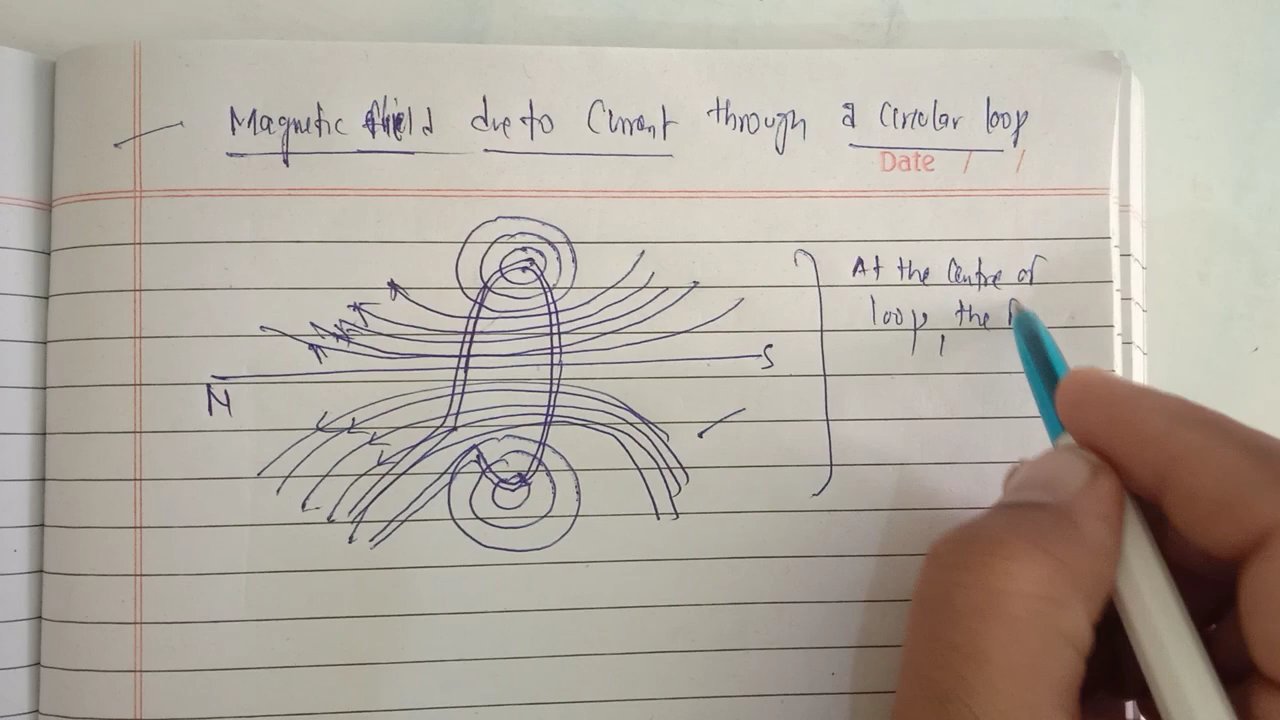 Magnetic field due to Current through a Circular loop
Date / /
N
S
At the Centre of
loop, the